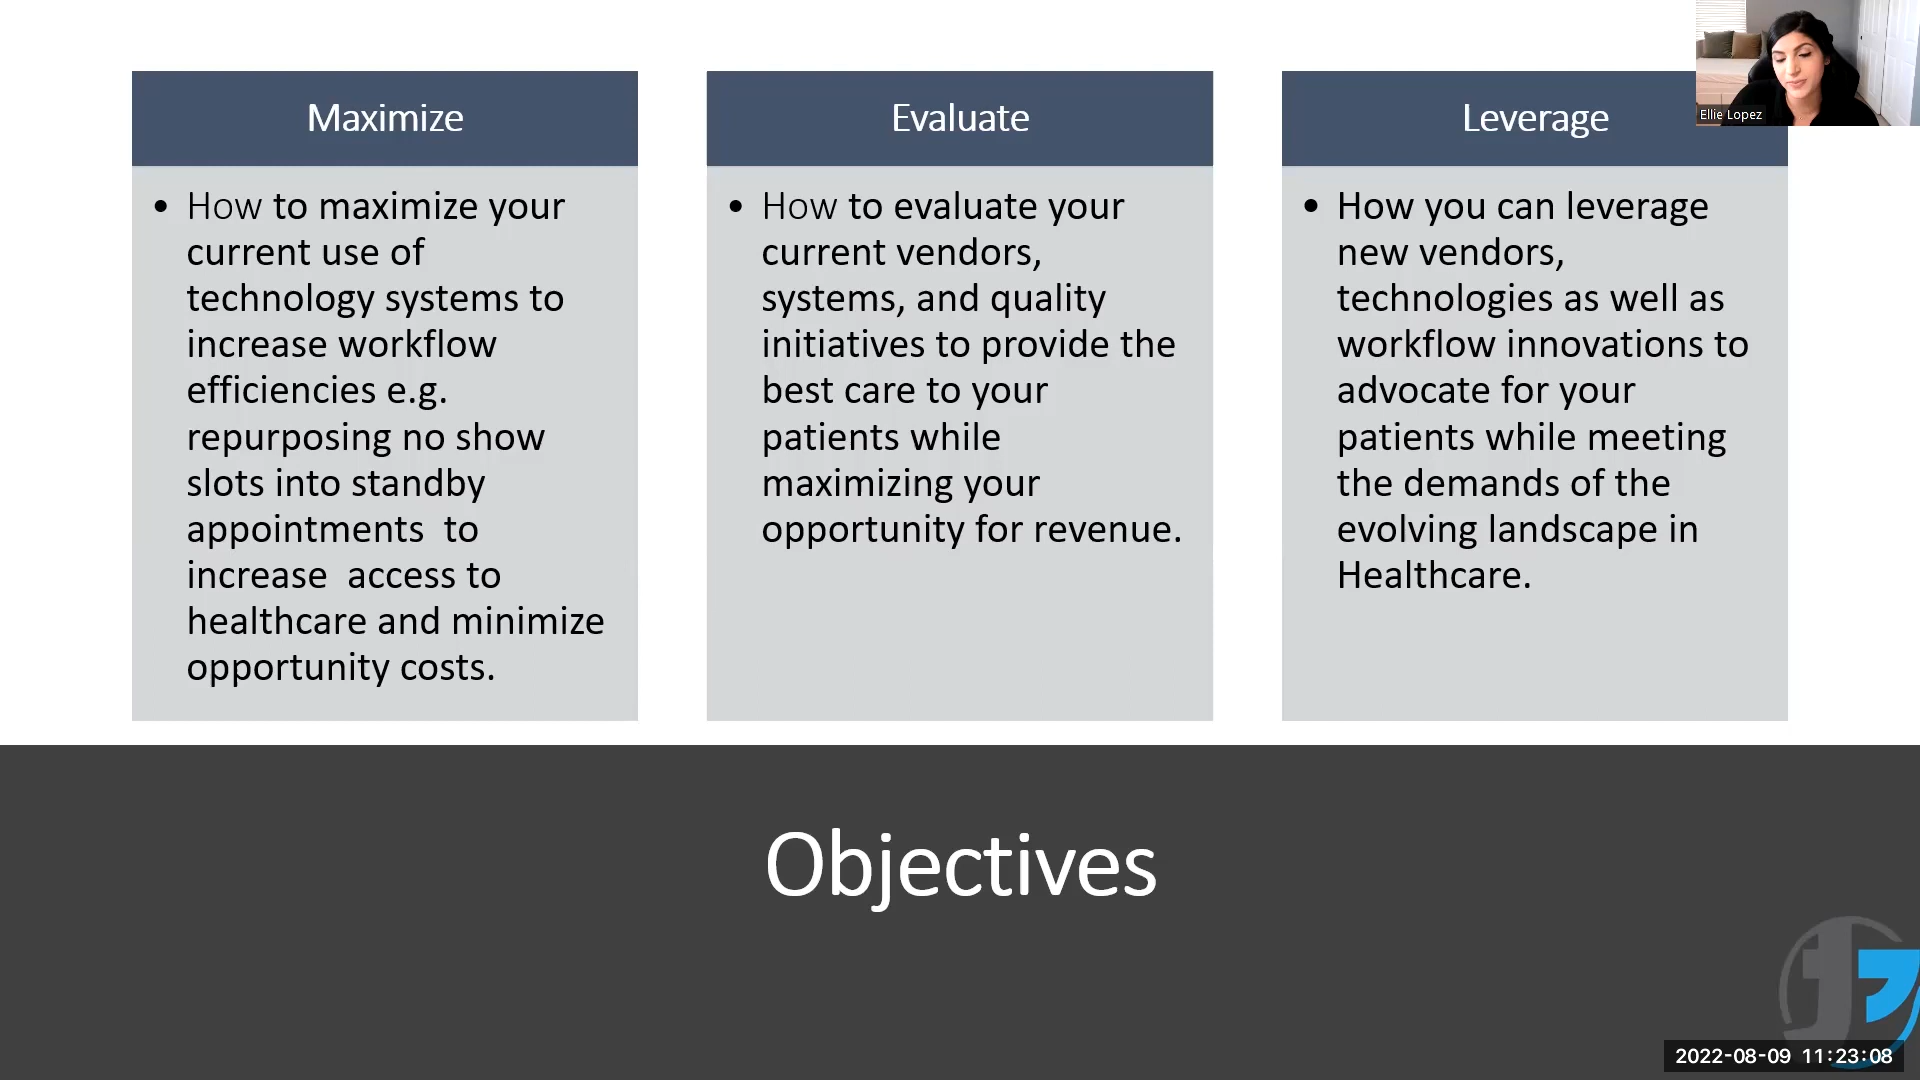 Maximize
• How to maximize your
current use of
technology systems to
increase workflow
efficiencies e.g.
repurposing no show
slots into standby
appointments  to
increase  access to
healthcare and minimize
opportunity costs.
Evaluate
• How to evaluate your
current vendors,
systems, and quality
initiatives to provide the
best care to your
patients while
maximizing your
opportunity for revenue.
Leverage
• How you can leverage
new vendors,
technologies as well as
workflow innovations to
advocate for your
patients while meeting
the demands of the
evolving landscape in
Healthcare.
Ellie Lopez
Objectives
2022-08-09 11:23:08